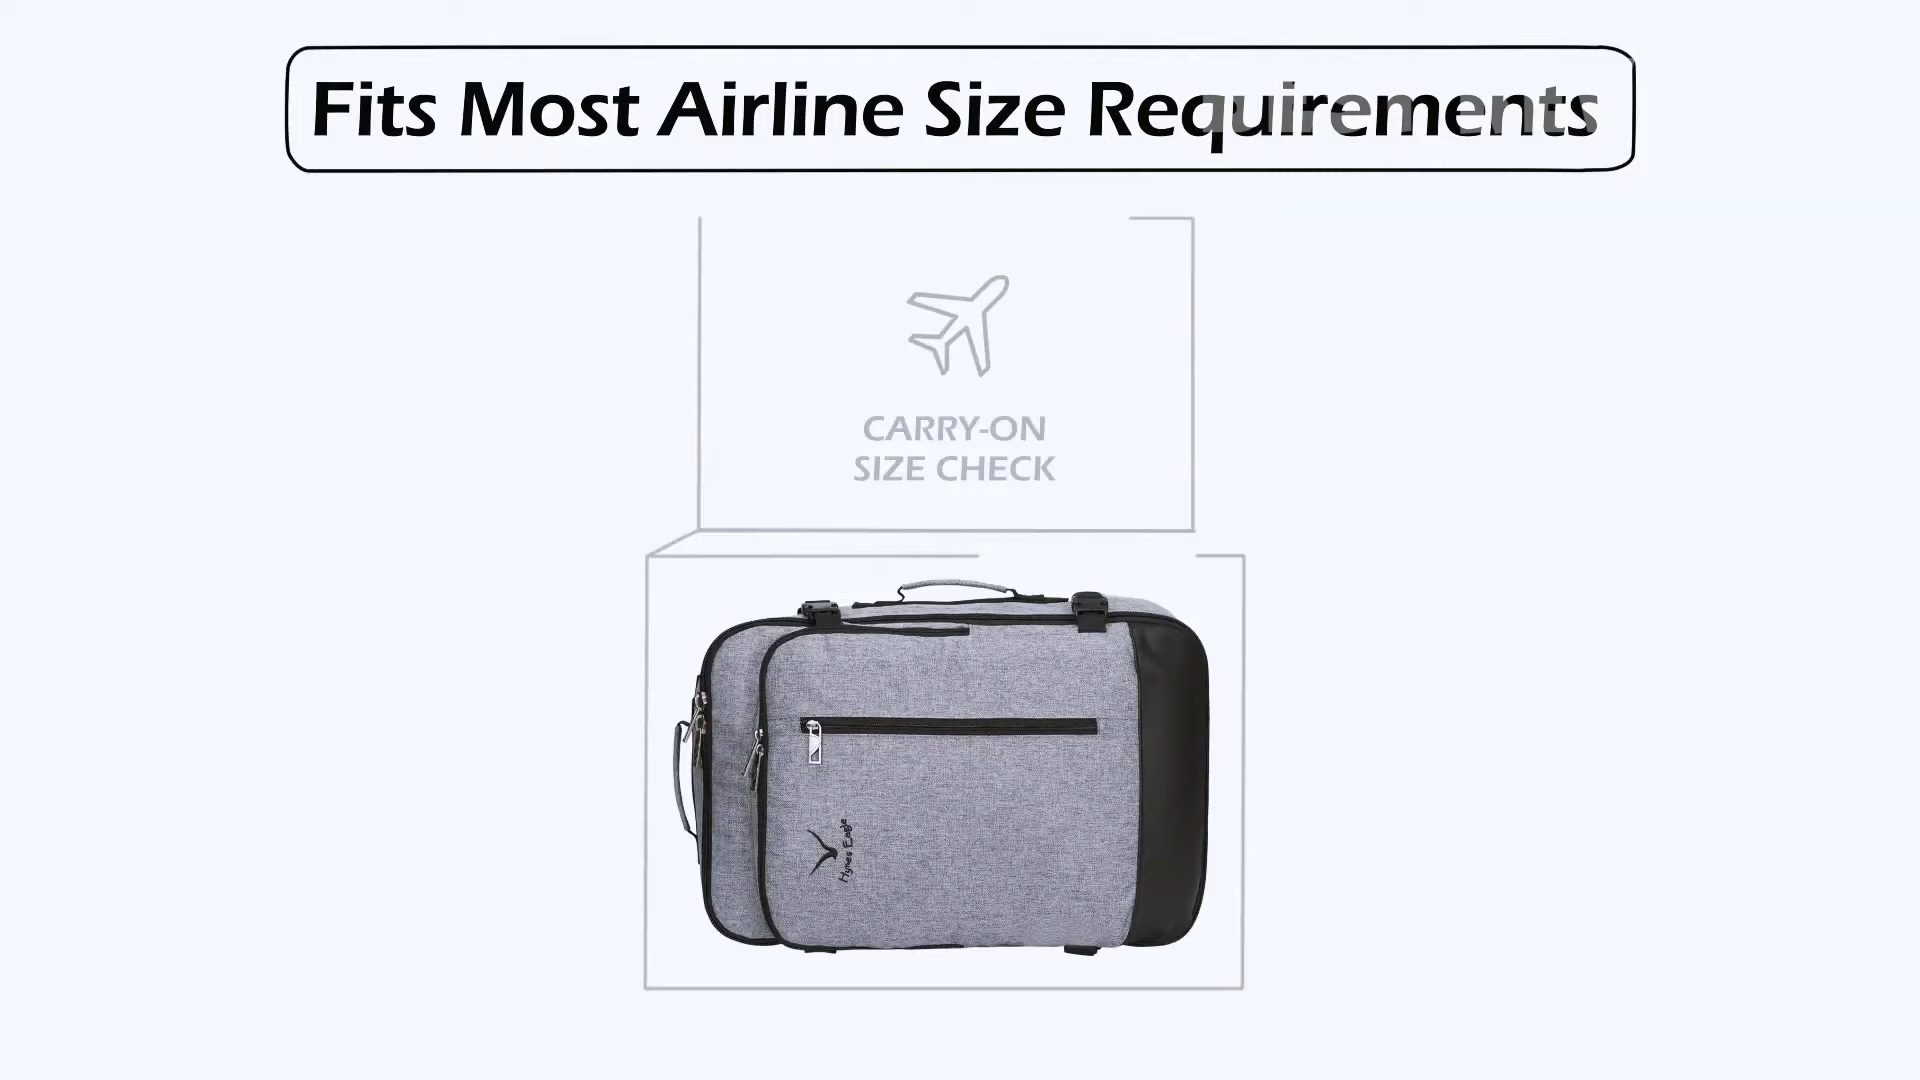 Fits Most Airline Size Requirements
CARRY-ON
SIZE CHECK
Hynes Eagle